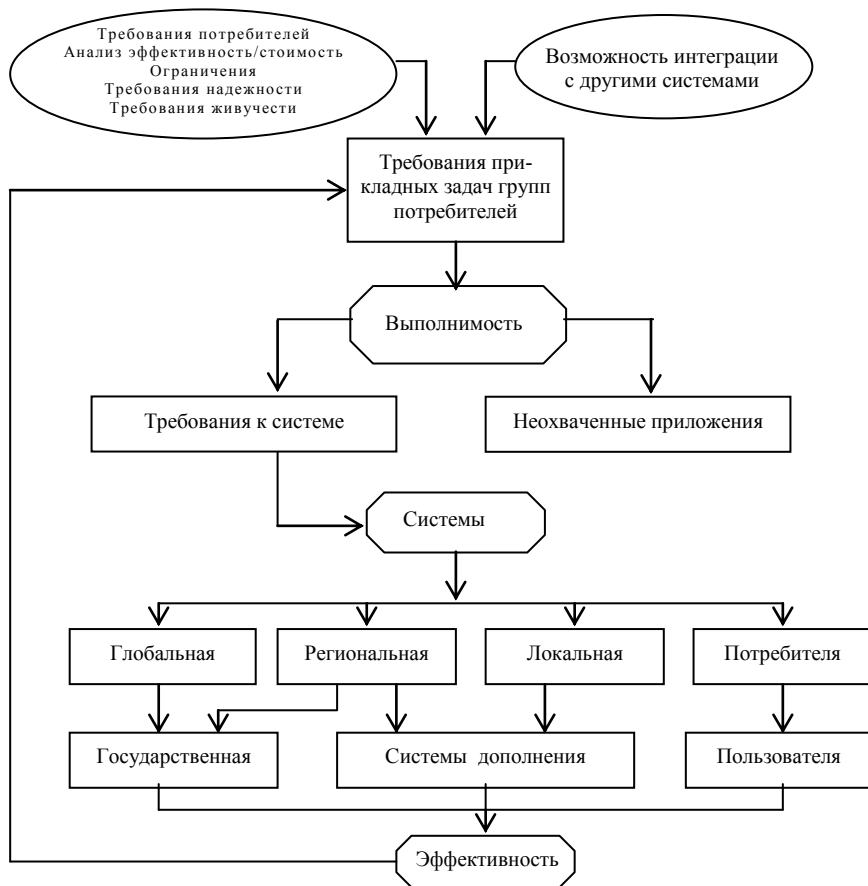 Требования потребителей
Анализ эффективность/стоимость
Ограничения
Требования надежности
Требования живучести
Возможность интеграции
с другими системами
Требования при-
кладных задач групп
потребителей
Выполнимость
Требования к системе
Неохваченные приложения
Системы
Глобальная
Региональная
Локальная
Потребителя
Государственная
Системы дополнения
Пользователя
Эффективность